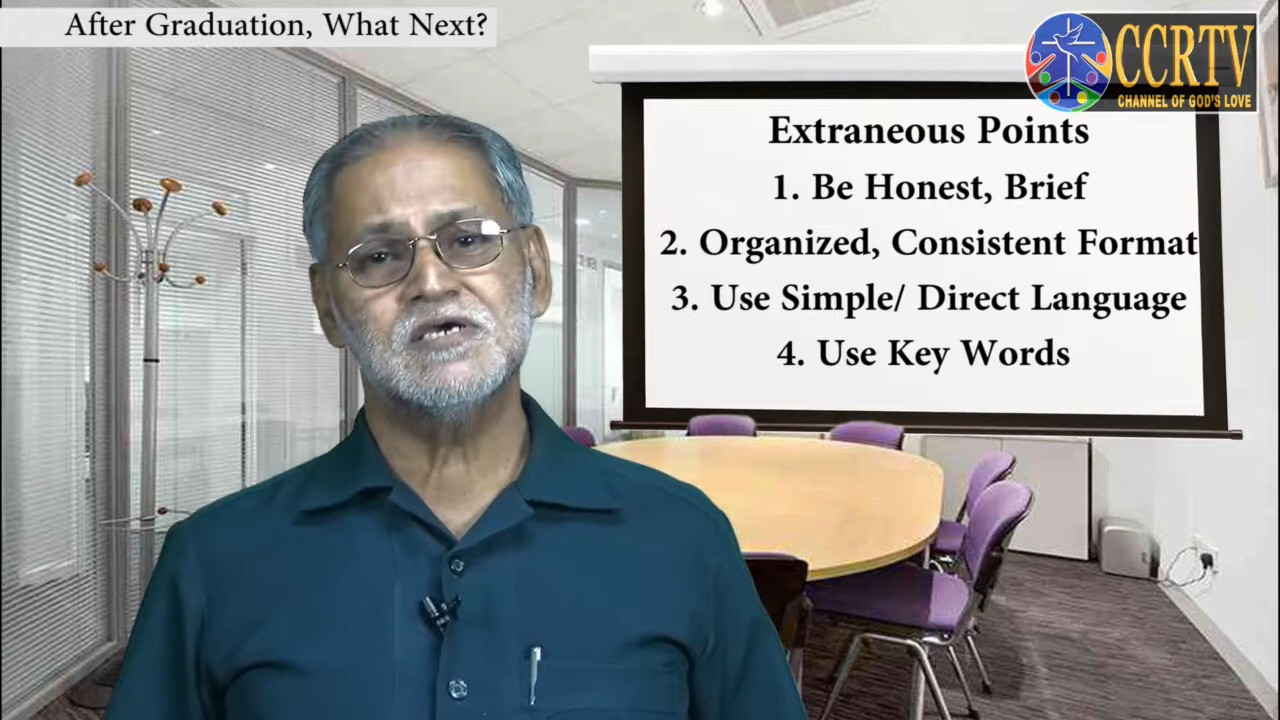 After Graduation, What Next?
CCRTV
CHANNEL OF GOD'S LOVE
Extraneous Points
1. Be Honest, Brief
2. Organized, Consistent Format
3. Use Simple/ Direct Language
4. Use Key Words